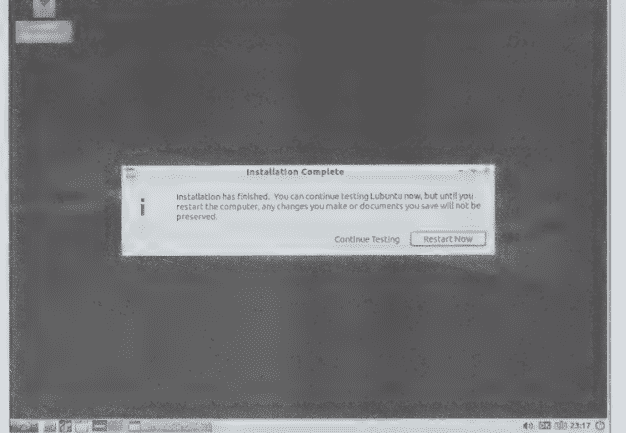 Installation Complete
Installation has finished. You can continue testing Lubuntu now, but until you
restart the computer, any changes you make or documents you save will not be
preserved.
Continue Testing Restart Now
23:17